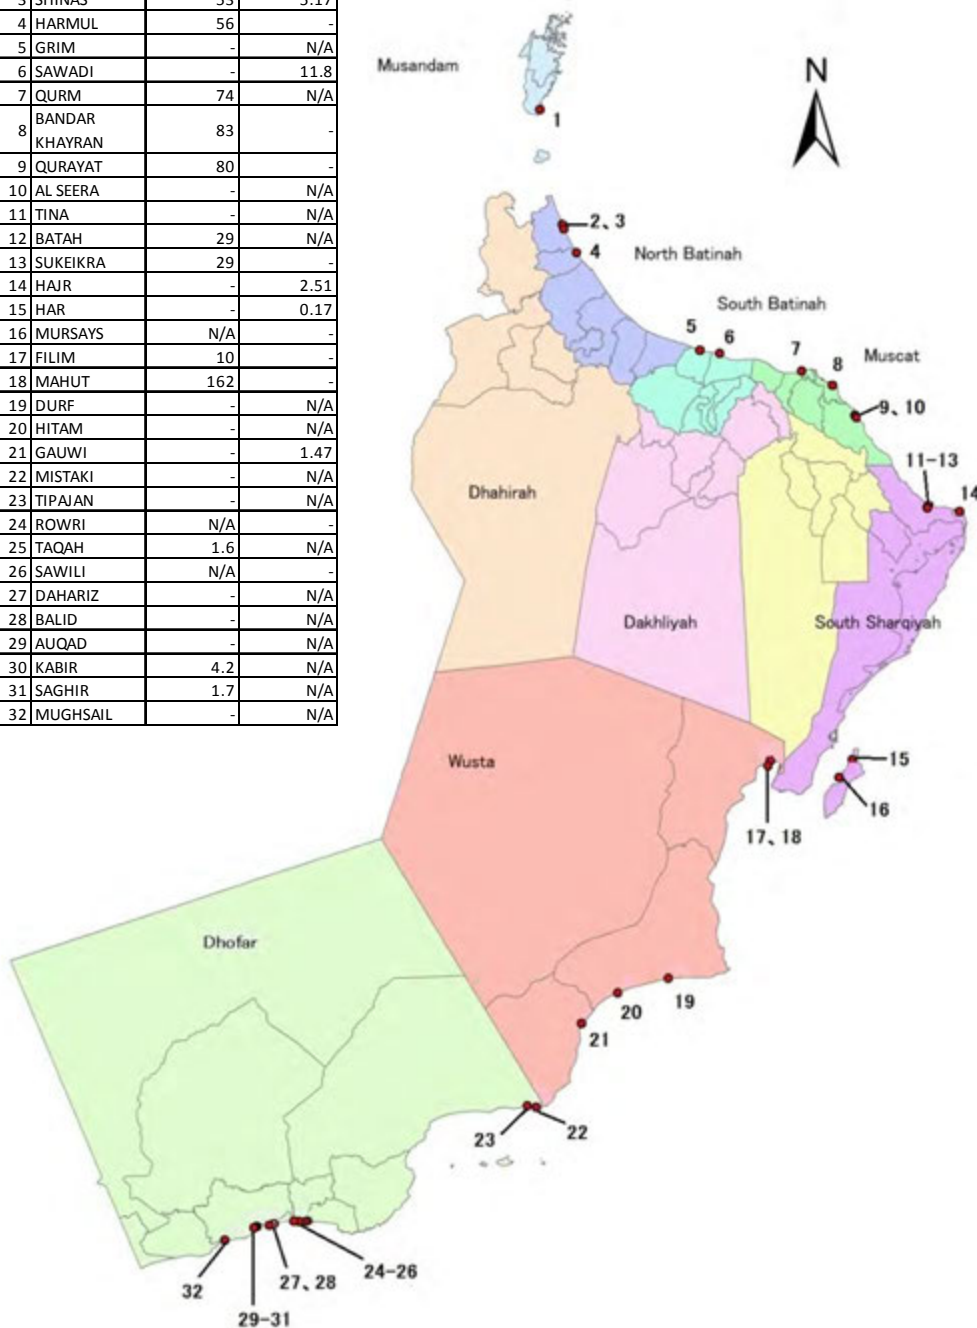 3 SHINAS
4 HARMUL 56 -
5 GRIM - N/A
6 SAWADI - 11.8
7 QURM 74 N/A
8 BANDAR KHAYRAN 83 -
9 QURAYAT 80 -
10 AL SEERA - N/A
11 TINA - N/A
12 BATAH 29 N/A
13 SUKEIKRA 29 -
14 HAJR - 2.51
15 HAR - 0.17
16 MURSAYS N/A -
17 FILIM 10 -
18 MAHUT 162 -
19 DURF - N/A
20 HITAM - N/A
21 GAUWI - 1.47
22 MISTAKI - N/A
23 TIPAJAN - N/A
24 ROWRI N/A -
25 TAQAH 1.6 N/A
26 SAWILI N/A -
27 DAHARIZ - N/A
28 BALID - N/A
29 AUQAD - N/A
30 KABIR 4.2 N/A
31 SAGHIR 1.7 N/A
32 MUGHSAIL - N/A
Musandam
N
1
2、3
4
North Batinah
South Batinah
5
6
7
8
Muscat
9、10
11-13
14
Dhahirah
Dakhliyah
South Sharqiyah
Wusta
15
16
17、18
Dhofar
19
20
21
22
23
24-26
27、28
29-31
32